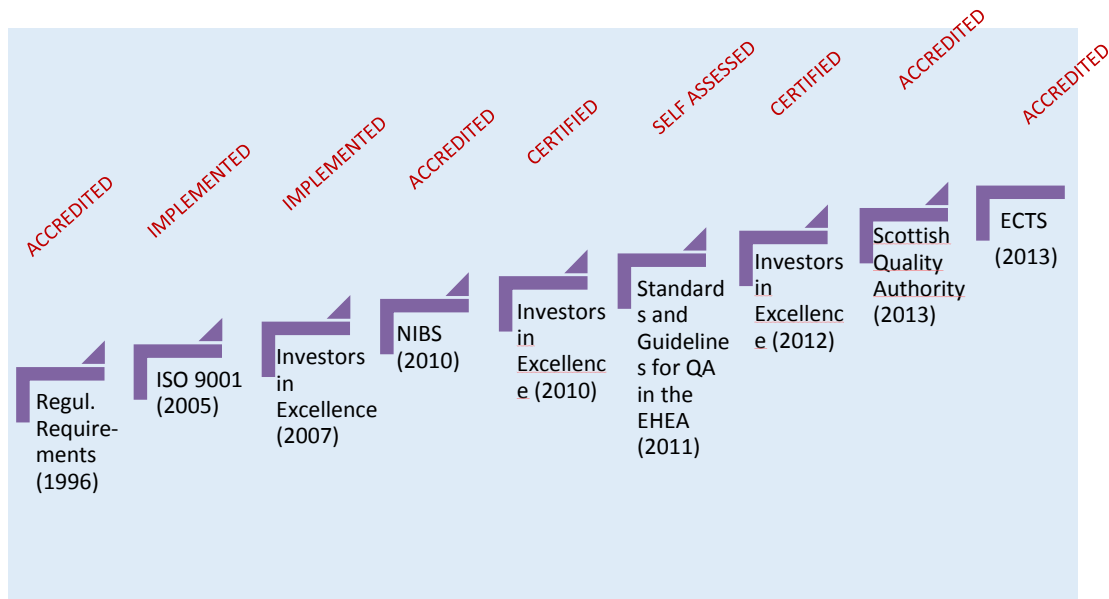 ACCREDITED
Regul.
Require-
ments
(1996)
IMPLEMENTED
ISO 9001
(2005)
IMPLEMENTED
Investors
in
Excellence
(2007)
ACCREDITED
NIBS
(2010)
CERTIFIED
Investors
in
Excellenc
e (2010)
SELF ASSESSED
Standard
s and
Guideline
s for QA
in the
EHEA
(2011)
CERTIFIED
Investors
in
Excellenc
e (2012)
ACCREDITED
Scottish
Quality
Authority
(2013)
ACCREDITED
ECTS
(2013)